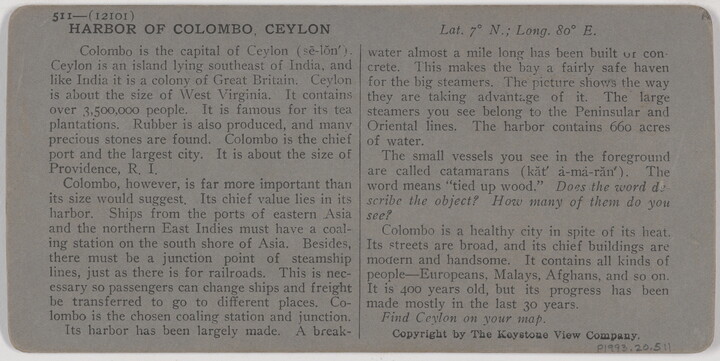 511—(12101)
HARBOR OF COLOMBO, CEYLON
Lat. 7° N.; Long. 80° E.
Colombo is the capital of Ceylon (sē-lŏn′).
Ceylon is an island lying southeast of India, and
like India it is a colony of Great Britain. Ceylon
is about the size of West Virginia. It contains
over 3,500,000 people. It is famous for its tea
plantations. Rubber is also produced, and many
precious stones are found. Colombo is the chief
port and the largest city. It is about the size of
Providence, R. I.
Colombo, however, is far more important than
its size would suggest. Its chief value lies in its
harbor. Ships from the ports of eastern Asia
and the northern East Indies must have a coal-
ing station on the south shore of Asia. Besides,
there must be a junction point of steamship
lines, just as there is for railroads. This is nec-
essary so passengers can change ships and freight
be transferred to go to different places. Co-
lombo is the chosen coaling station and junction.
Its harbor has been largely made. A break-
water almost a mile long has been built of con-
crete. This makes the bay a fairly safe haven
for the big steamers. The picture shows the way
they are taking advantage of it. The large
steamers you see belong to the Peninsular and
Oriental lines. The harbor contains 660 acres
of water.
The small vessels you see in the foreground
are called catamarans (kăt′ á-má-răn′). The
word means “tied up wood.” Does the word de-
scribe the object? How many of them do you
see?
Colombo is a healthy city in spite of its heat.
Its streets are broad, and its chief buildings are
modern and handsome. It contains all kinds of
people—Europeans, Malays, Afghans, and so on.
It is 400 years old, but its progress has been
made mostly in the last 30 years.
Find Ceylon on your map.
Copyright by The Keystone View Company.
P1993.20.511